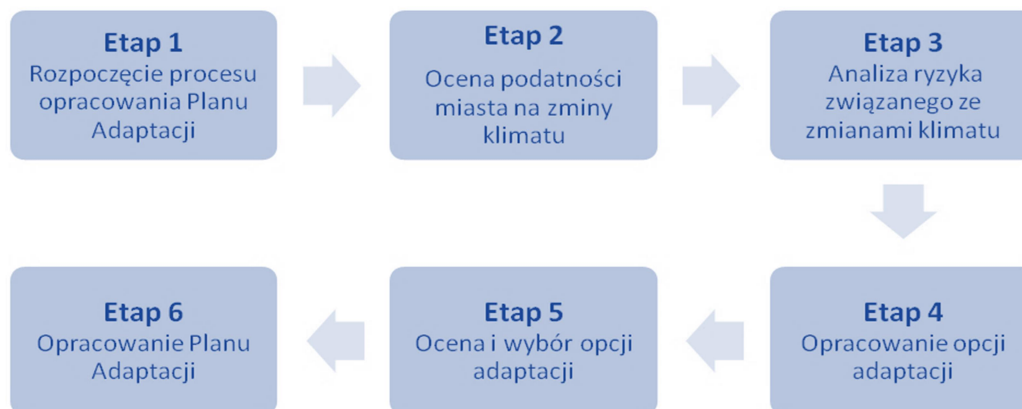 Etap 1
Rozpoczęcie procesu
opracowania Planu
Adaptacji
Etap 2
Ocena podatności
miasta na zminy
klimatu
Etap 3
Analiza ryzyka
związanego ze
zmianami klimatu
Etap 4
Opracowanie opcji
adaptacji
Etap 5
Ocena i wybór opcji
adaptacji
Etap 6
Opracowanie Planu
Adaptacji